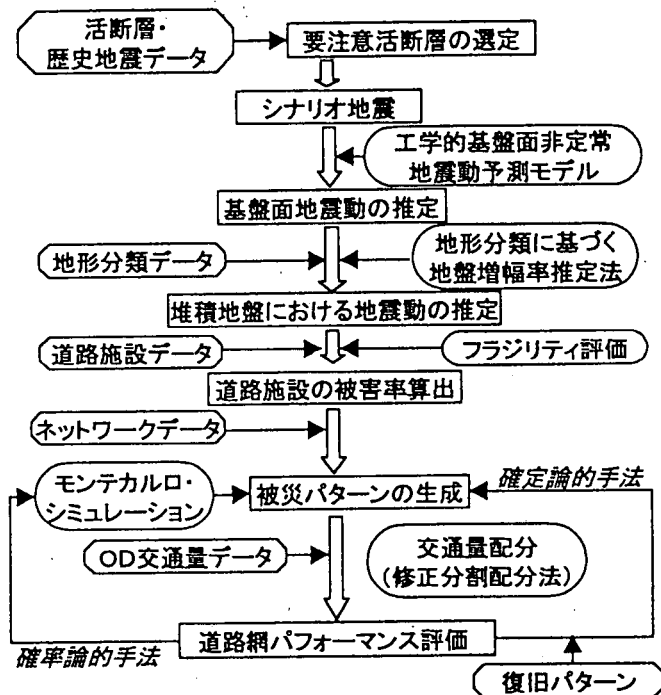 活断層・
歴史地震データ
要注意活断層の選定
シナリオ地震
工学的基盤面非定常
地震動予測モデル
基盤面地震動の推定
地形分類データ
地形分類に基づく
地盤増幅率推定法
堆積地盤における地震動の推定
道路施設データ
フラジリティ評価
道路施設の被害率算出
ネットワークデータ
モンテカルロ・
シミュレーション
被災パターンの生成
確定論的手法
OD交通量データ
交通量配分
(修正分割配分法)
道路網パフォーマンス評価
確率論的手法
復旧パターン